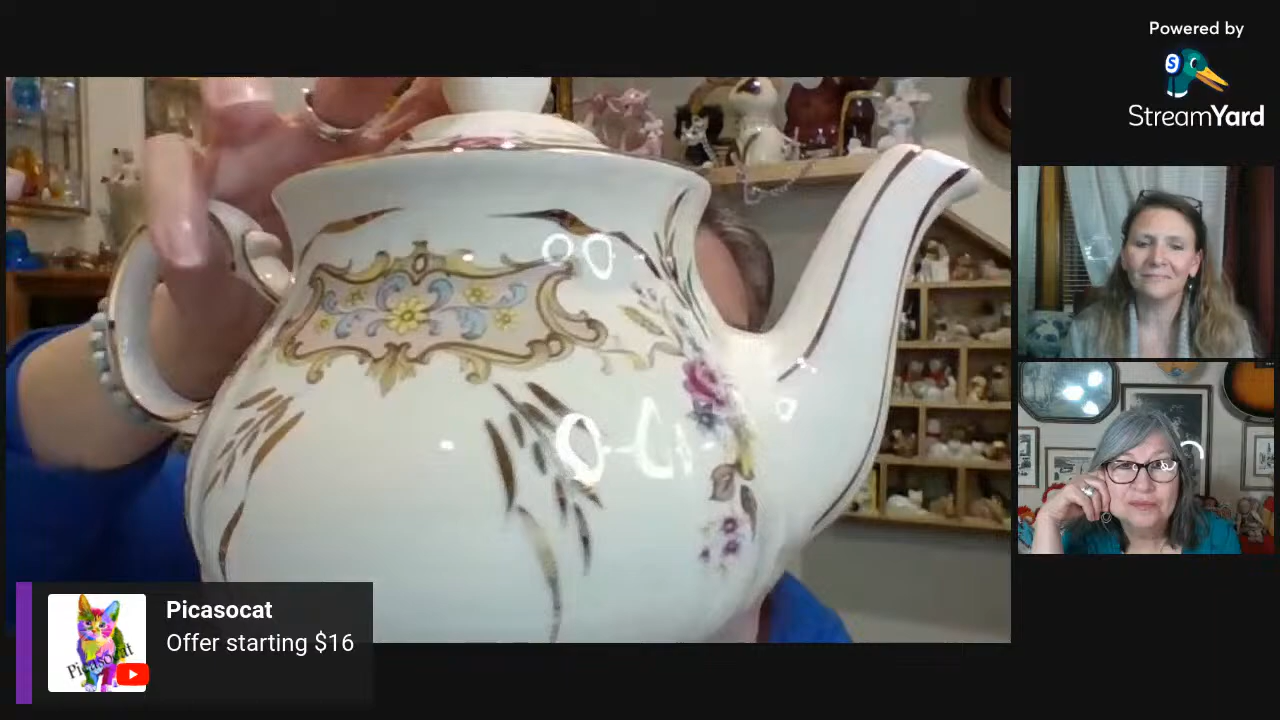 Powered by
S
StreamYard
Picasocat
Picasocat
Offer starting $16